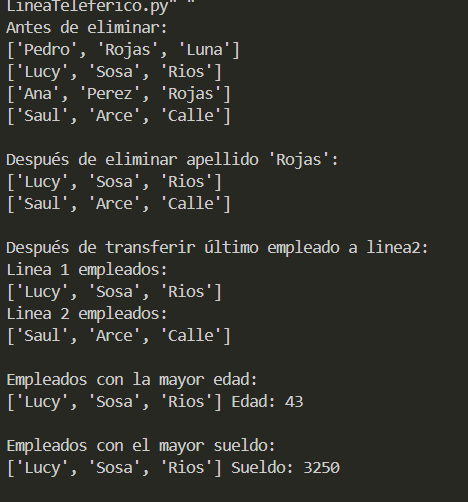 LineaTeleferico.py" "
Antes de eliminar:
['Pedro', 'Rojas', 'Luna']
['Lucy', 'Sosa', 'Rios']
['Ana', 'Perez', 'Rojas']
['Saul', 'Arce', 'Calle']
Después de eliminar apellido 'Rojas':
['Lucy', 'Sosa', 'Rios']
['Saul', 'Arce', 'Calle']
Después de transferir último empleado a linea2:
Linea 1 empleados:
['Lucy', 'Sosa', 'Rios']
Linea 2 empleados:
['Saul', 'Arce', 'Calle']
Empleados con la mayor edad:
['Lucy', 'Sosa', 'Rios'] Edad: 43
Empleados con el mayor sueldo:
['Lucy', 'Sosa', 'Rios'] Sueldo: 3250